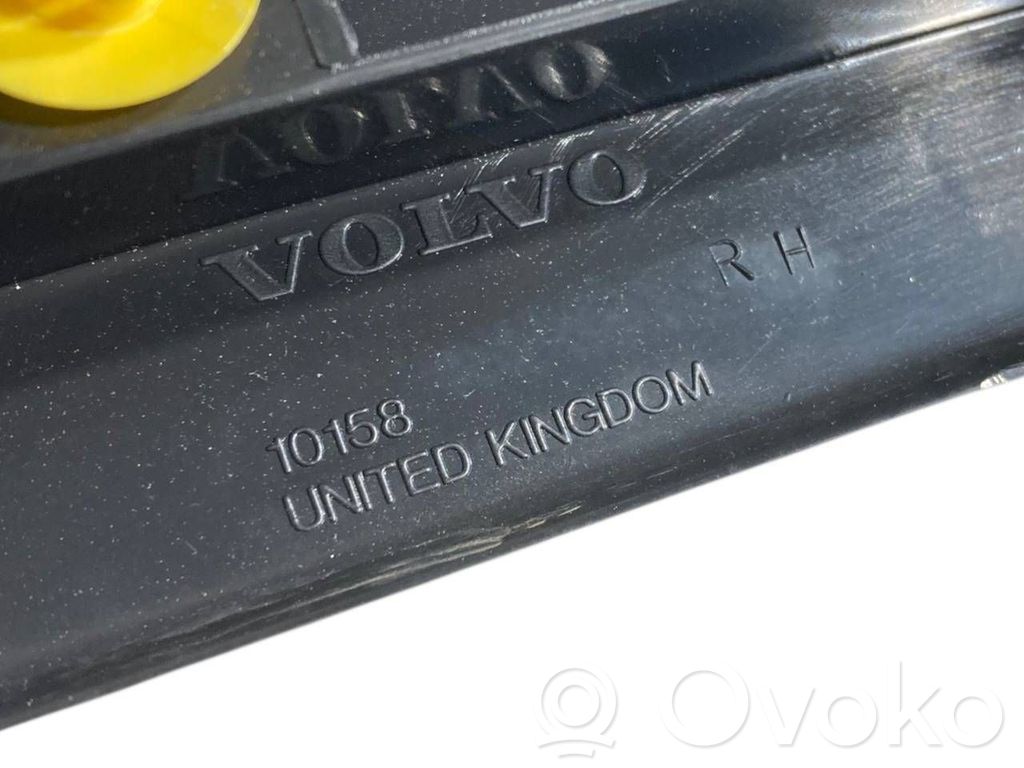 VOLVO
RH
10158
UNITED KINGDOM
Ovoko